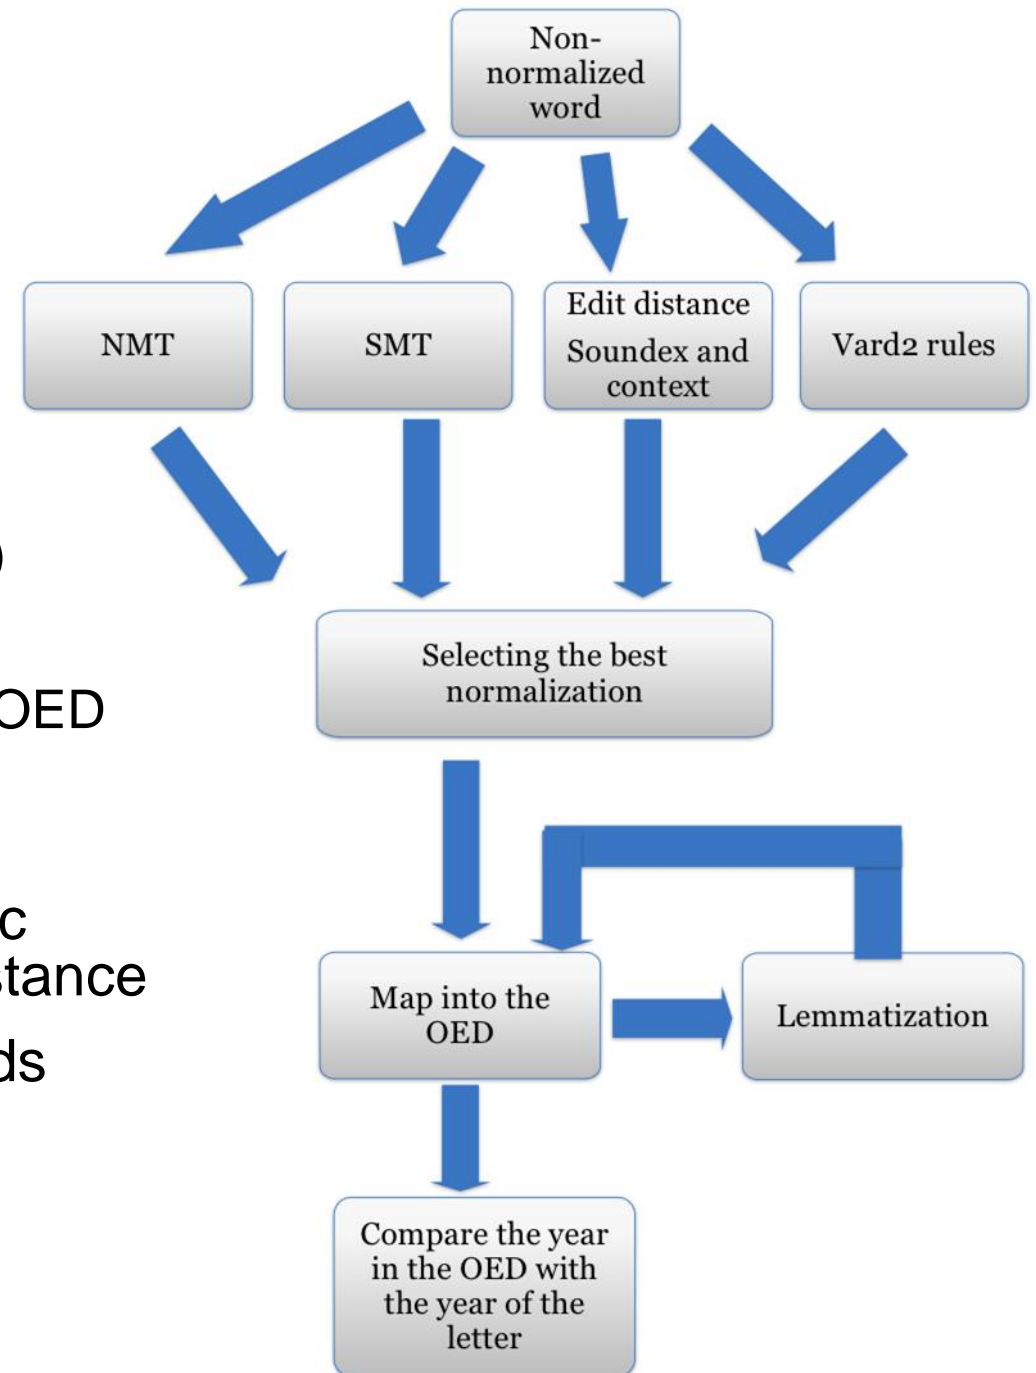 Non-
normalized
word
NMT
SMT
Edit distance
Soundex and
context
Vard2 rules
)
OED
c
stance
ds
Selecting the best
normalization
Map into the
OED
Lemmatization
Compare the year
in the OED with
the year of the
letter